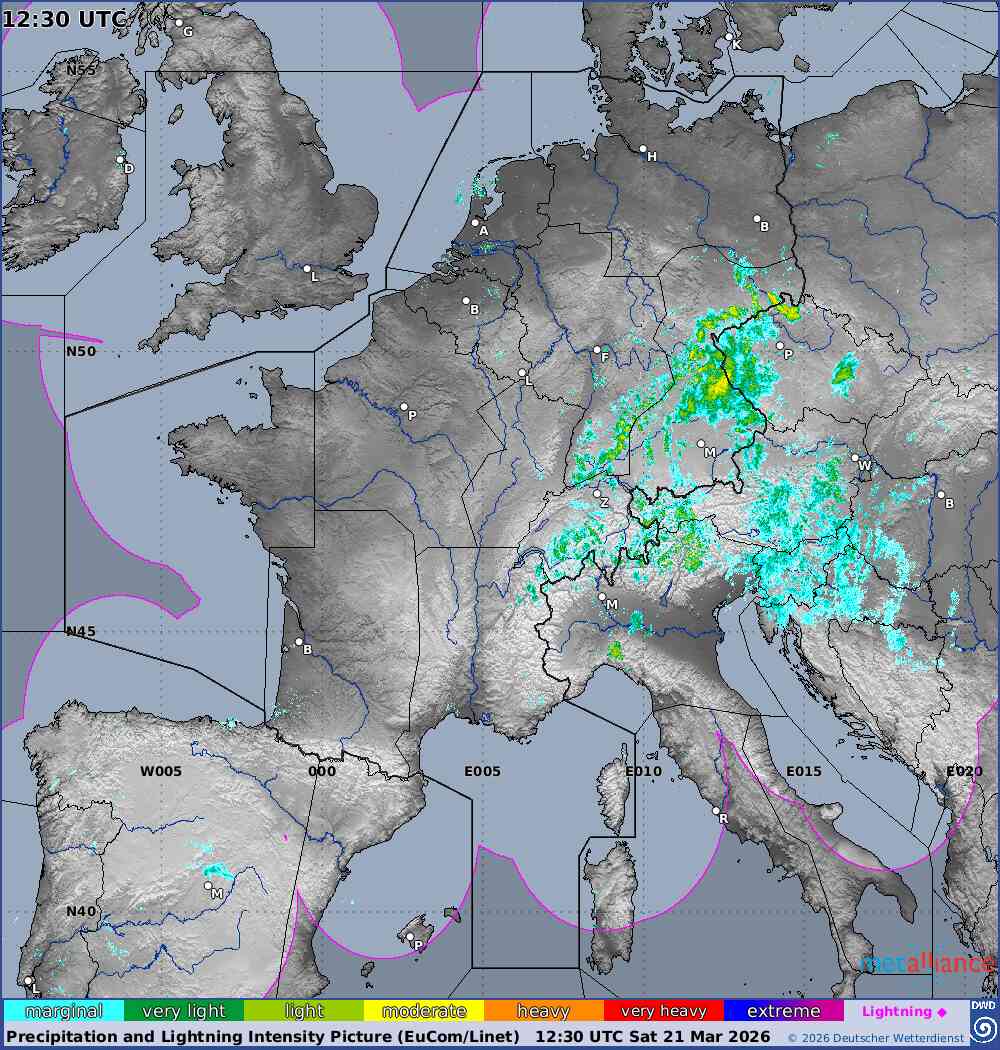 12:30 UTC
G
K
N55
D
H
A
B
L
B
N50
F
P
L
P
M
W
Z
B
M
N45
B
W005
000
E005
E010
E015
E020
R
M
N40
P
L
metalliance
marginal
very light
light
moderate
heavy
very heavy
extreme
Lightning ◆
DWD
Precipitation and Lightning Intensity Picture (EuCom/Linet) 12:30 UTC Sat 21 Mar 2026 © 2026 Deutscher Wetterdienst